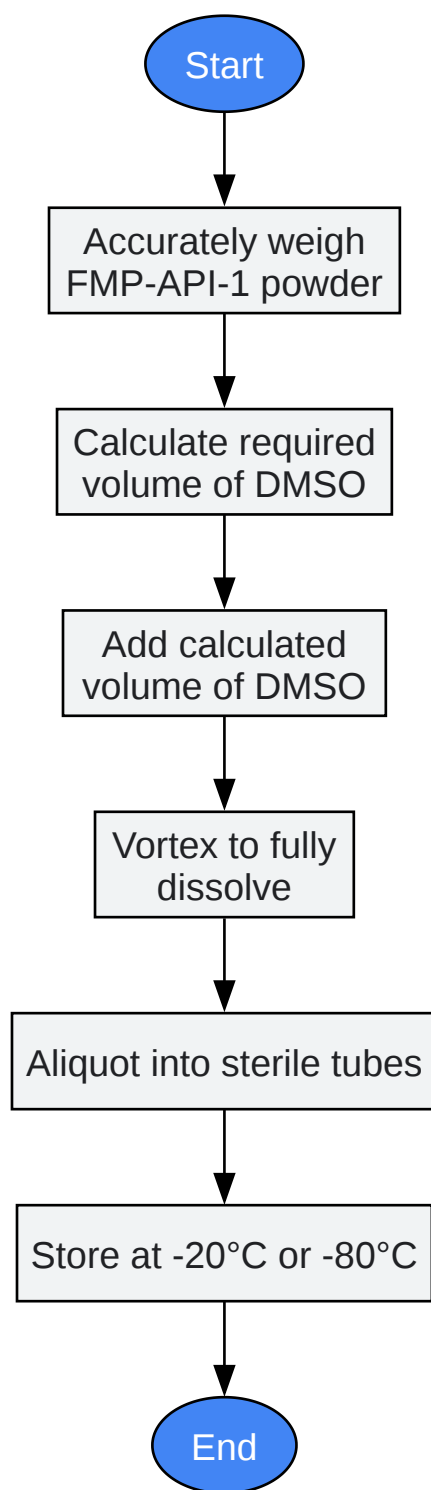 Start
Accurately weigh
FMP-API-1 powder
Calculate required
volume of DMSO
Add calculated
volume of DMSO
Vortex to fully
dissolve
Aliquot into sterile tubes
Store at -20°C or -80°C
End